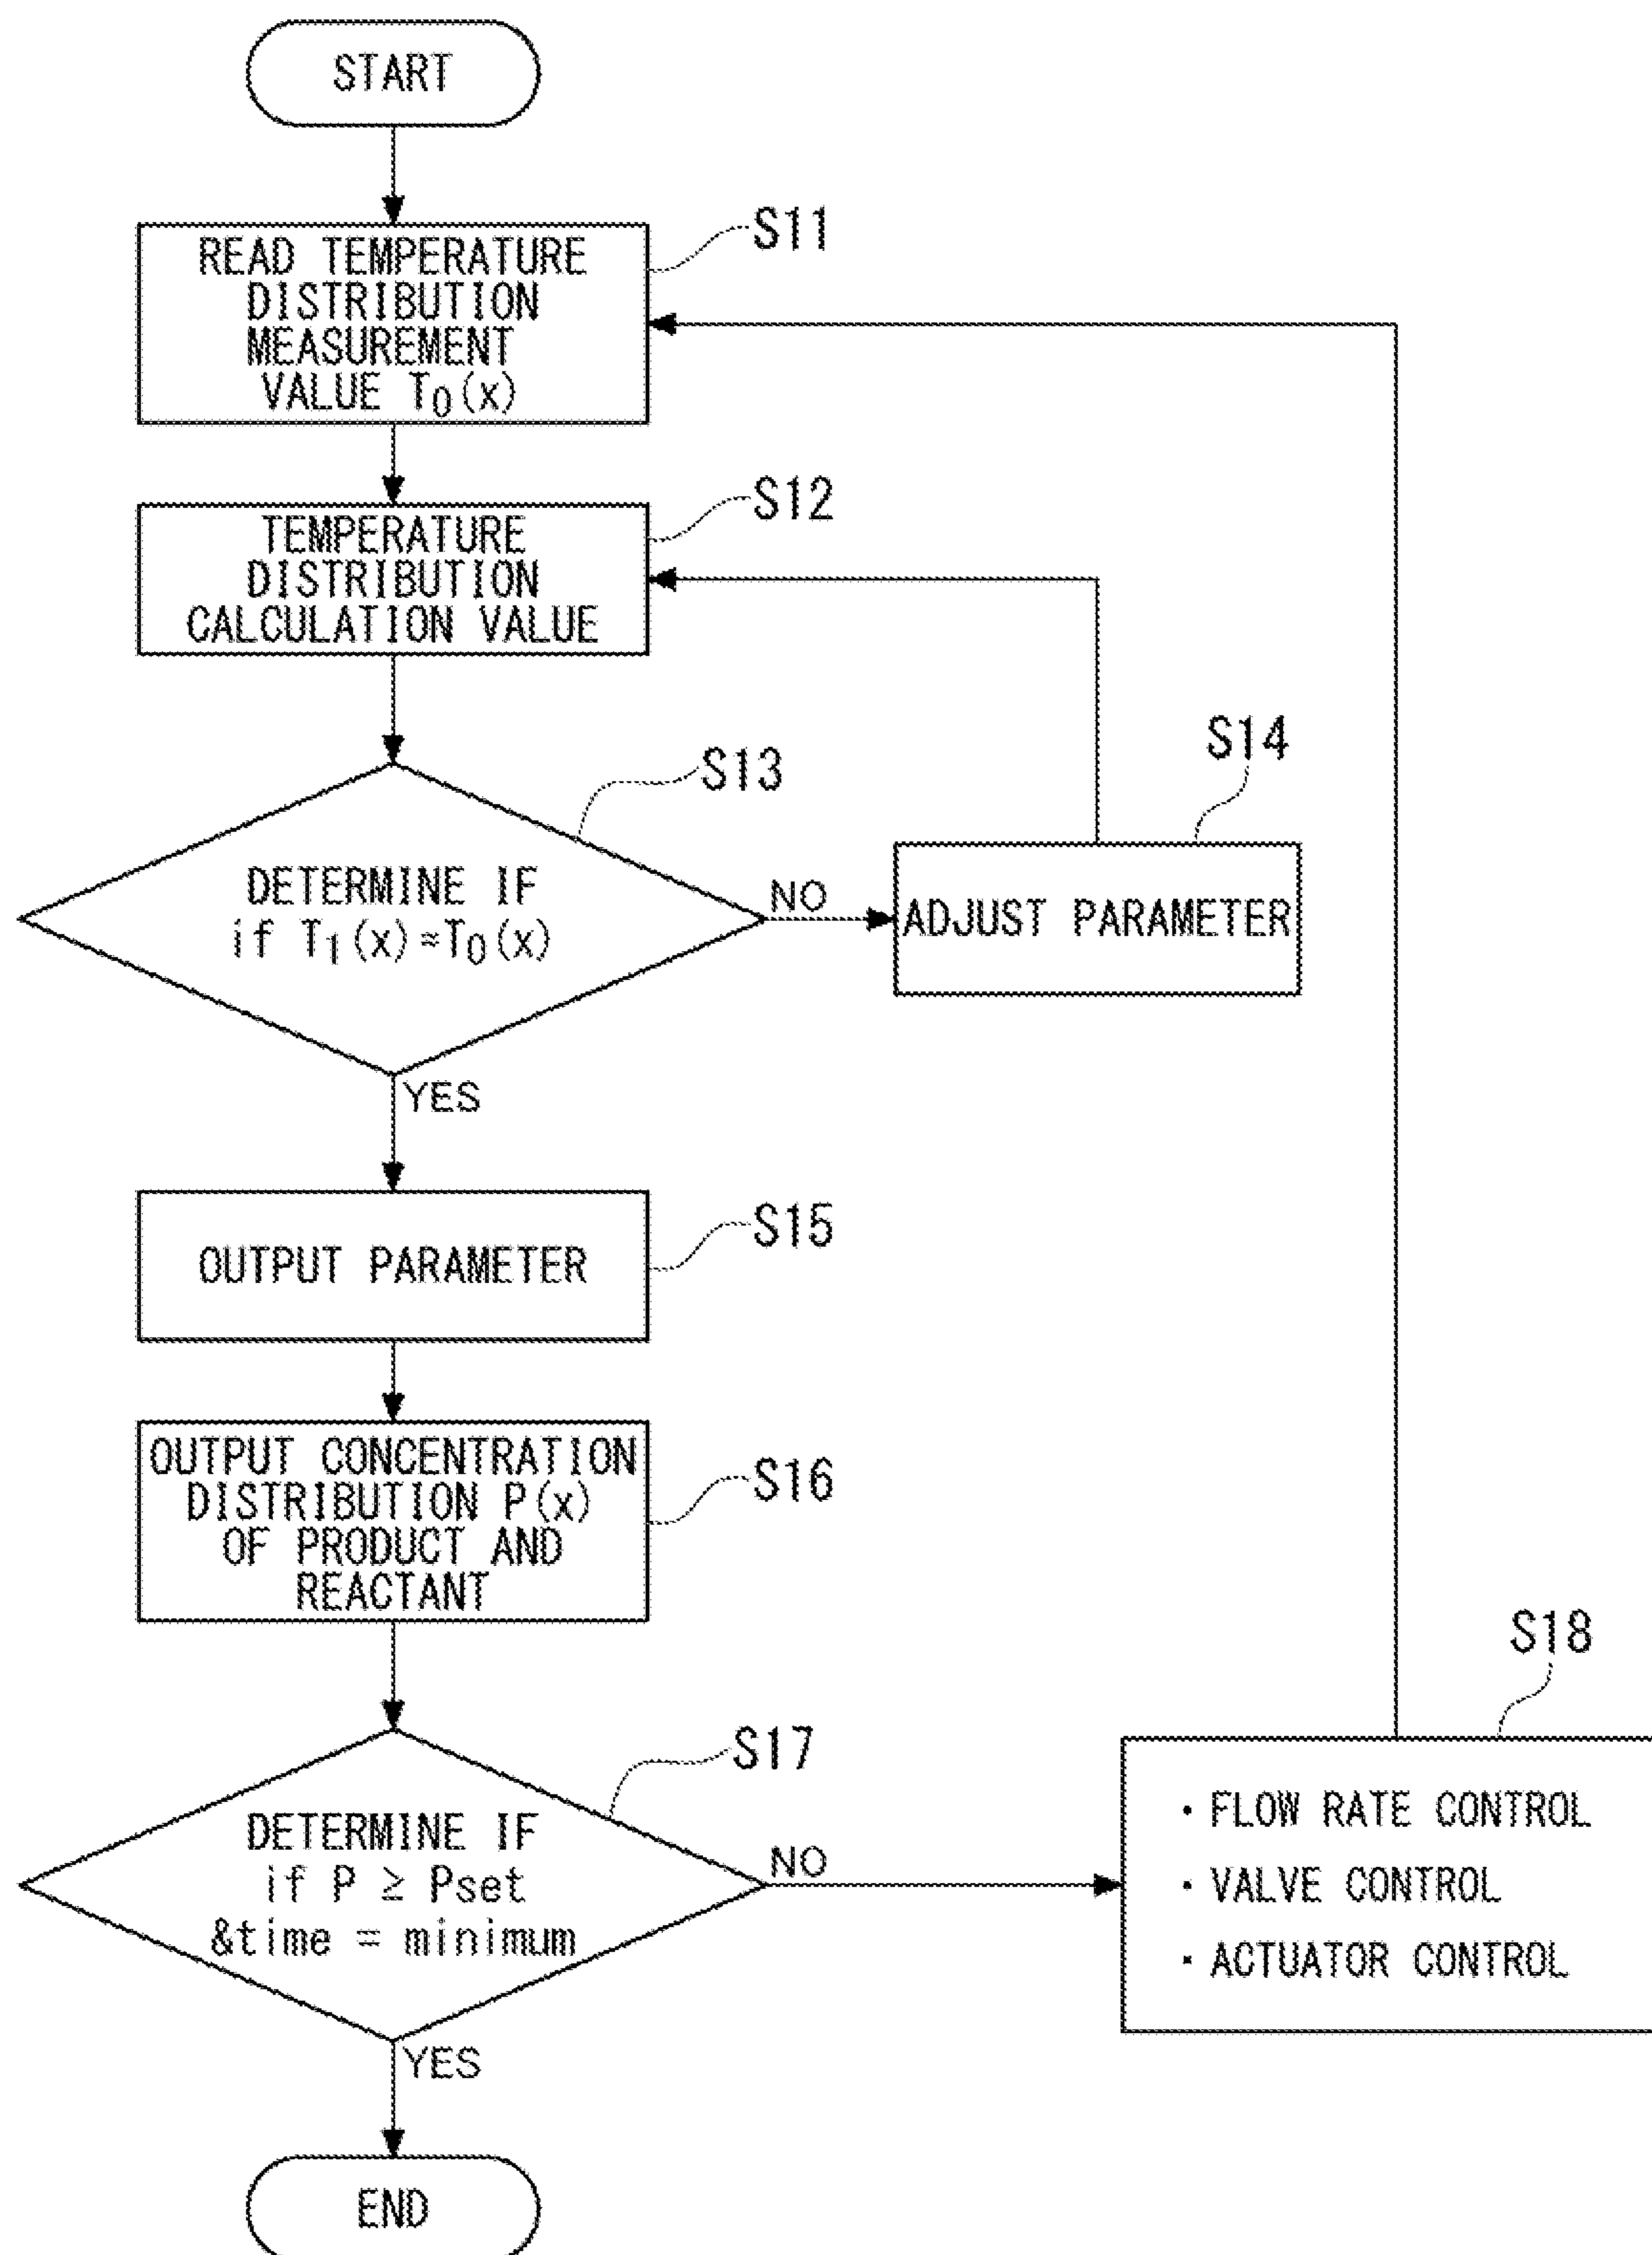 START
S11
READ TEMPERATURE
DISTRIBUTION
MEASUREMENT
VALUE T₀(x)
S12
TEMPERATURE
DISTRIBUTION
CALCULATION VALUE
S13
S14
DETERMINE IF
if T₁(x)≈T₀(x)
NO
ADJUST PARAMETER
YES
S15
OUTPUT PARAMETER
S16
OUTPUT CONCENTRATION
DISTRIBUTION P(x)
OF PRODUCT AND
REACTANT
S17
S18
DETERMINE IF
if P ≥ Pset
&time = minimum
NO
・FLOW RATE CONTROL
・VALVE CONTROL
・ACTUATOR CONTROL
YES
END